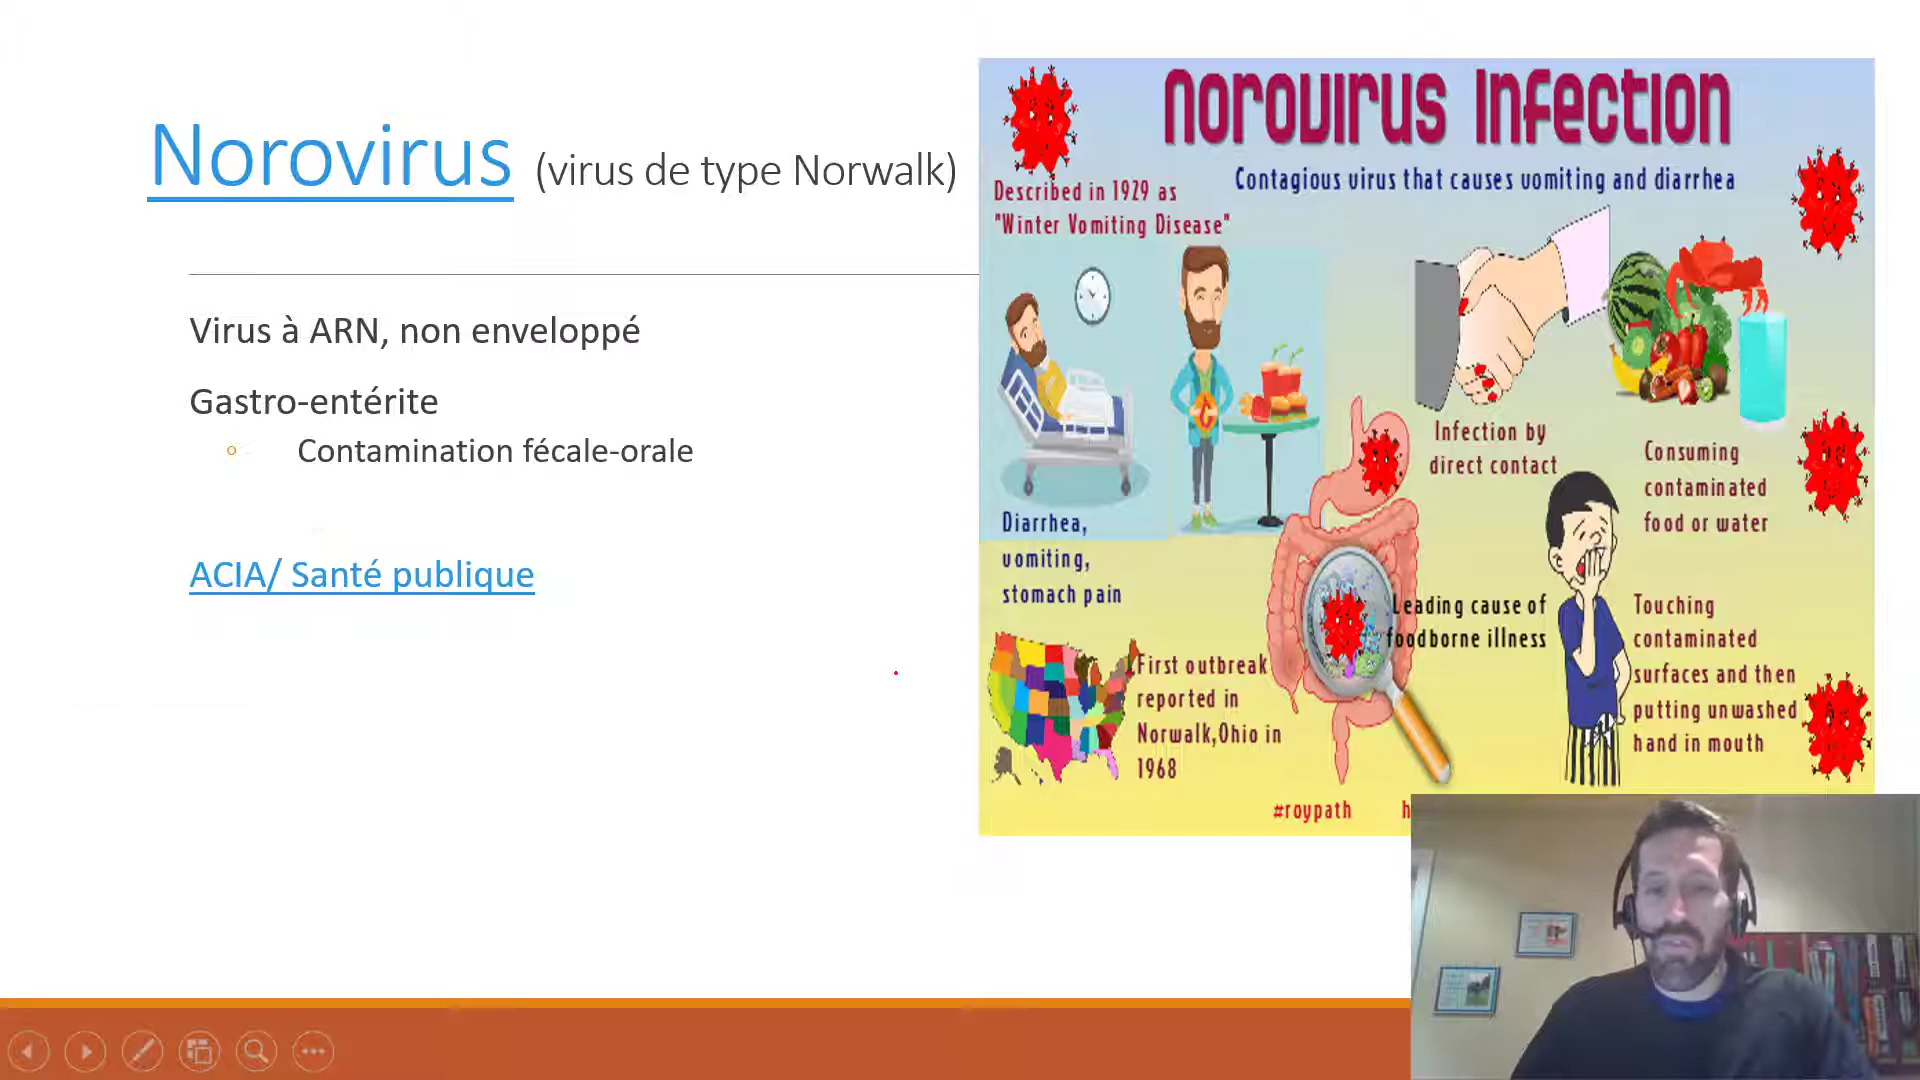 Norovirus (virus de type Norwalk)
Virus à ARN, non enveloppé
Gastro-entérite
Contamination fécale-orale
ACIA/ Santé publique
Norovirus Infection
Contagious virus that causes vomiting and diarrhea
Described in 1929 as
"Winter Vomiting Disease"
Infection by
direct contact
Consuming
contaminated
food or water
Diarrhea,
vomiting,
stomach pain
Leading cause of
foodborne illness
Touching
contaminated
surfaces and then
putting unwashed
hand in mouth
First outbreak
reported in
Norwalk,Ohio in
1968
#roypath